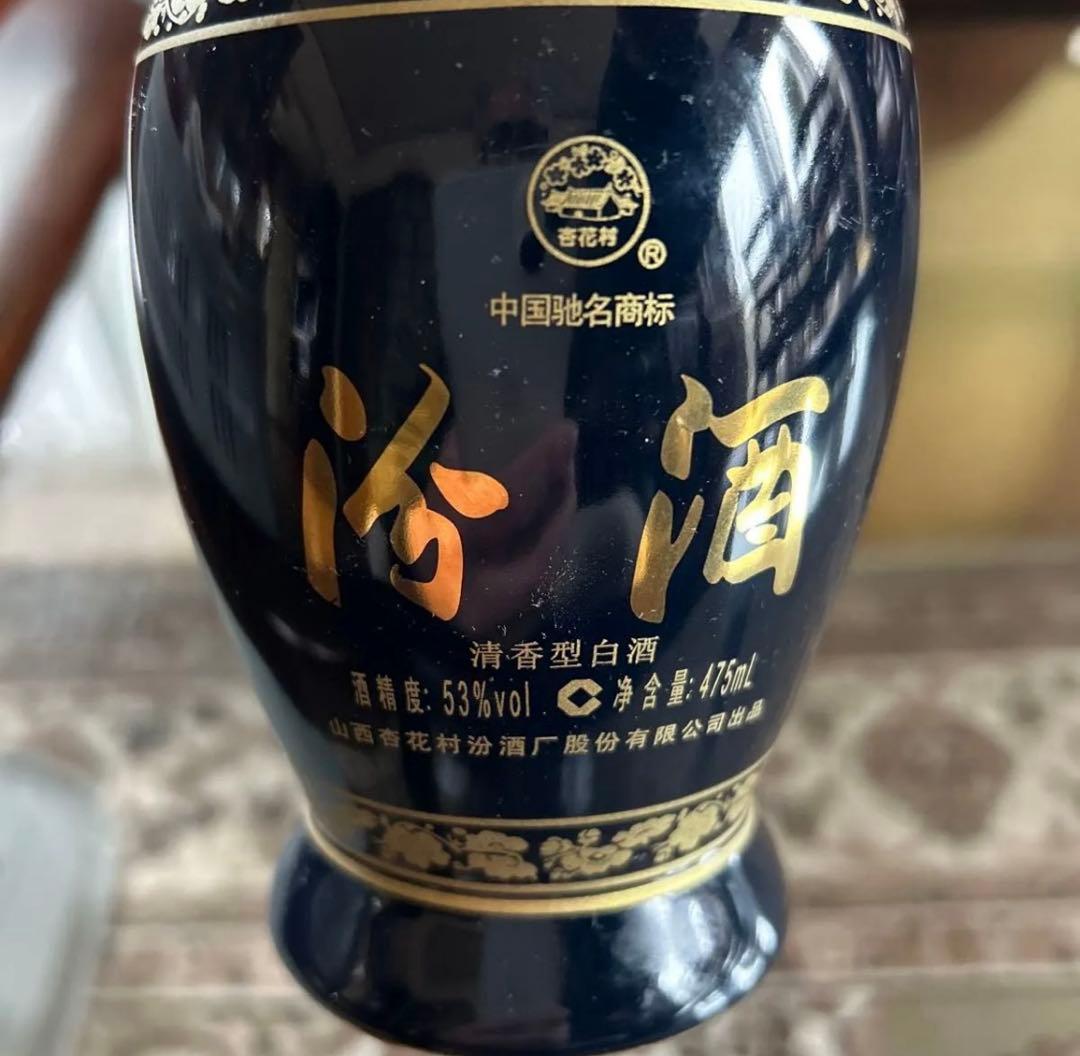 杏花村
®
中国驰名商标
汾酒
清香型白酒
酒精度: 53%vol 净含量: 475mL
山西杏花村汾酒厂股份有限公司出品